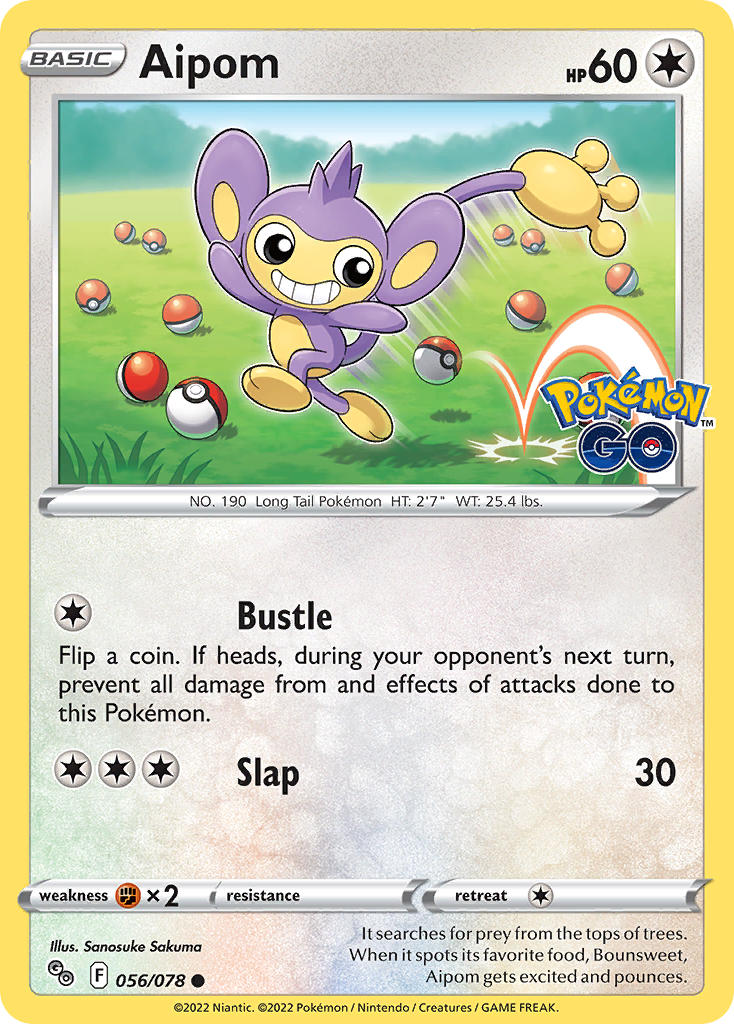 BASIC Aipom HP60
POKéMON
GO
TM
NO. 190 Long Tail Pokémon HT: 2'7" WT: 25.4 lbs.
Bustle
Flip a coin. If heads, during your opponent's next turn,
prevent all damage from and effects of attacks done to
this Pokémon.
Slap 30
weakness ×2 resistance retreat
Illus. Sanosuke Sakuma
GO F 056/078
It searches for prey from the tops of trees.
When it spots its favorite food, Bounsweet,
Aipom gets excited and pounces.
©2022 Niantic. ©2022 Pokémon / Nintendo / Creatures / GAME FREAK.